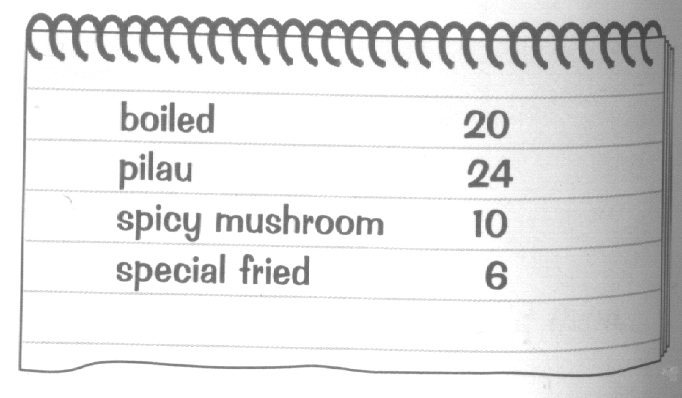 boiled 20
pilau 24
spicy mushroom 10
special fried 6